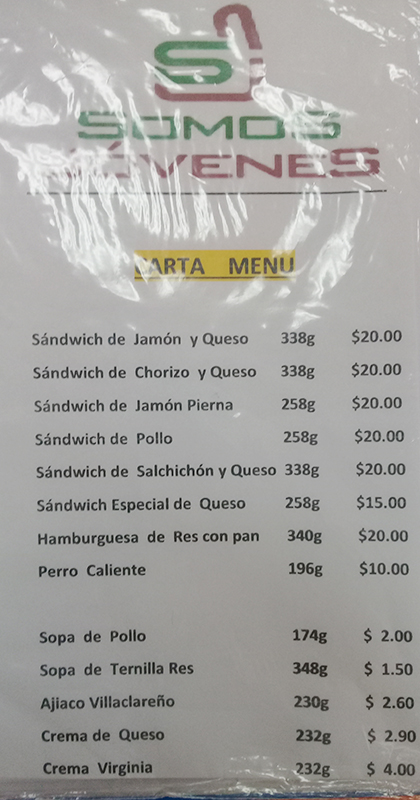 SJ
SOMOS
JÓVENES
CARTA MENU
Sándwich de Jamón y Queso 338g $20.00
Sándwich de Chorizo y Queso 338g $20.00
Sándwich de Jamón Pierna 258g $20.00
Sándwich de Pollo 258g $20.00
Sándwich de Salchichón y Queso 338g $20.00
Sándwich Especial de Queso 258g $15.00
Hamburguesa de Res con pan 340g $20.00
Perro Caliente 196g $10.00
Sopa de Pollo 174g $ 2.00
Sopa de Ternilla Res 348g $ 1.50
Ajiaco Villaclareño 230g $ 2.60
Crema de Queso 232g $ 2.90
Crema Virginia 232g $ 4.00